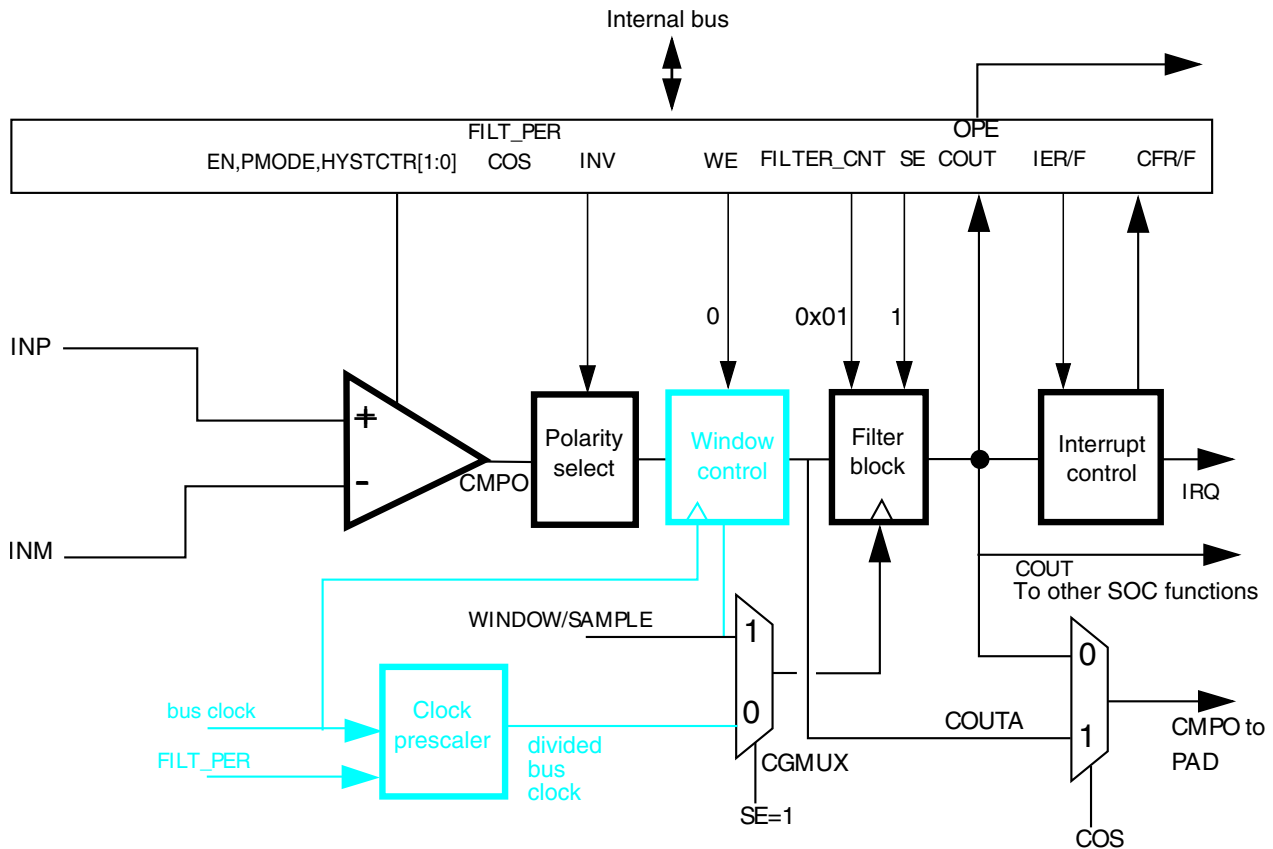 Internal bus
FILT_PER
OPE
EN,PMODE,HYSTCTR[1:0]
COS
INV
WE
FILTER_CNT
SE
COUT
IER/F
CFR/F
0
0x01
1
INP
+
-
INM
CMPO
Polarity
select
Window
control
Filter
block
Interrupt
control
IRQ
COUT
To other SOC functions
WINDOW/SAMPLE
1
0
bus clock
FILT_PER
Clock
prescaler
divided
bus
clock
CGMUX
SE=1
COUTA
0
1
CMPO to
PAD
COS